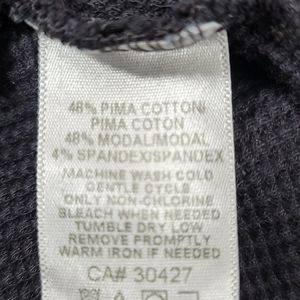 48% PIMA COTTON/
PIMA COTON
48% MODAL/MODAL
4% SPANDEX/SPANDEX
MACHINE WASH COLD
GENTLE CYCLE
ONLY NON-CHLORINE
BLEACH WHEN NEEDED
TUMBLE DRY LOW
REMOVE PROMPTLY
WARM IRON IF NEEDED
CA# 30427